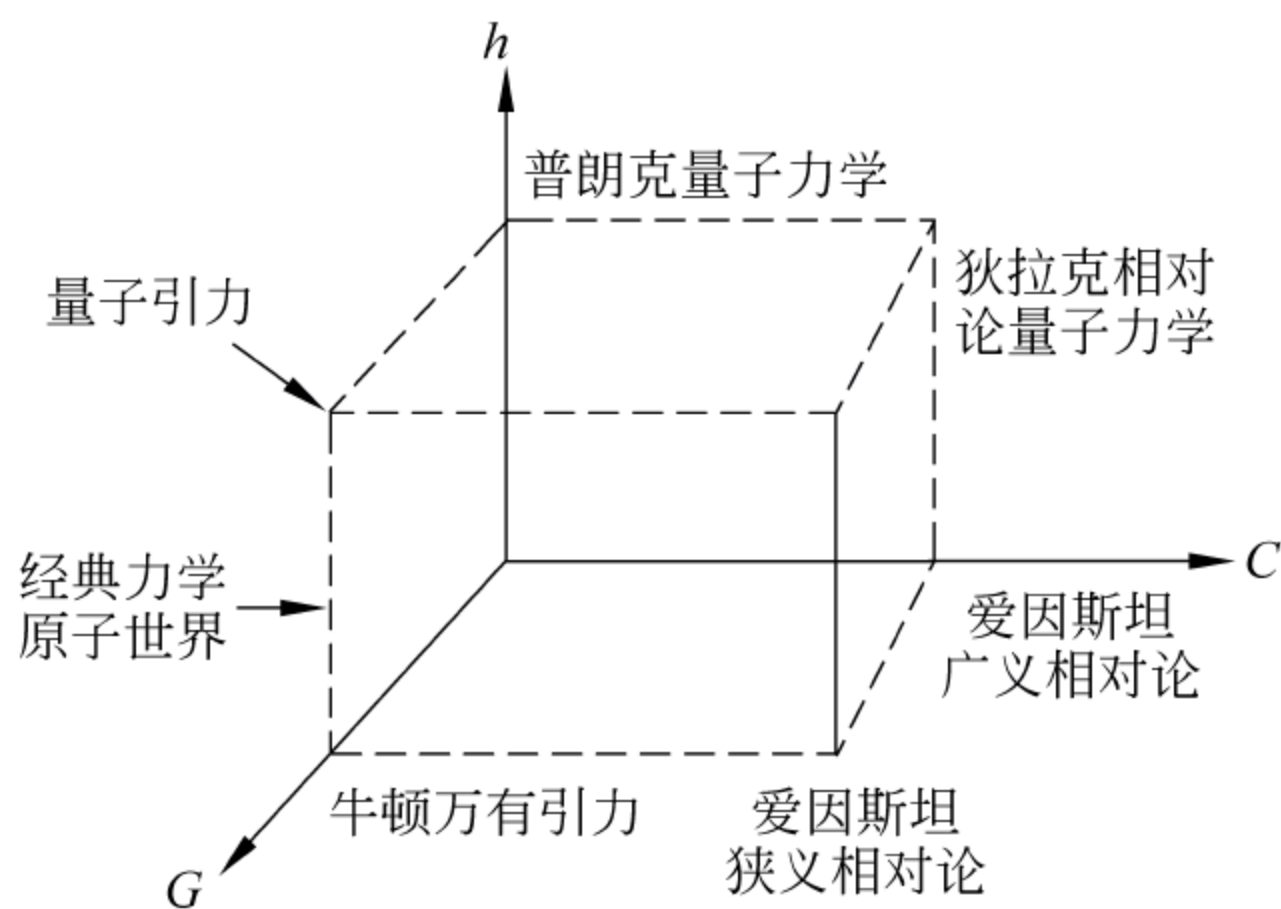 h
普朗克量子力学
狄拉克相对
论量子力学
量子引力
经典力学
原子世界
C
爱因斯坦
广义相对论
牛顿万有引力
爱因斯坦
狭义相对论
G